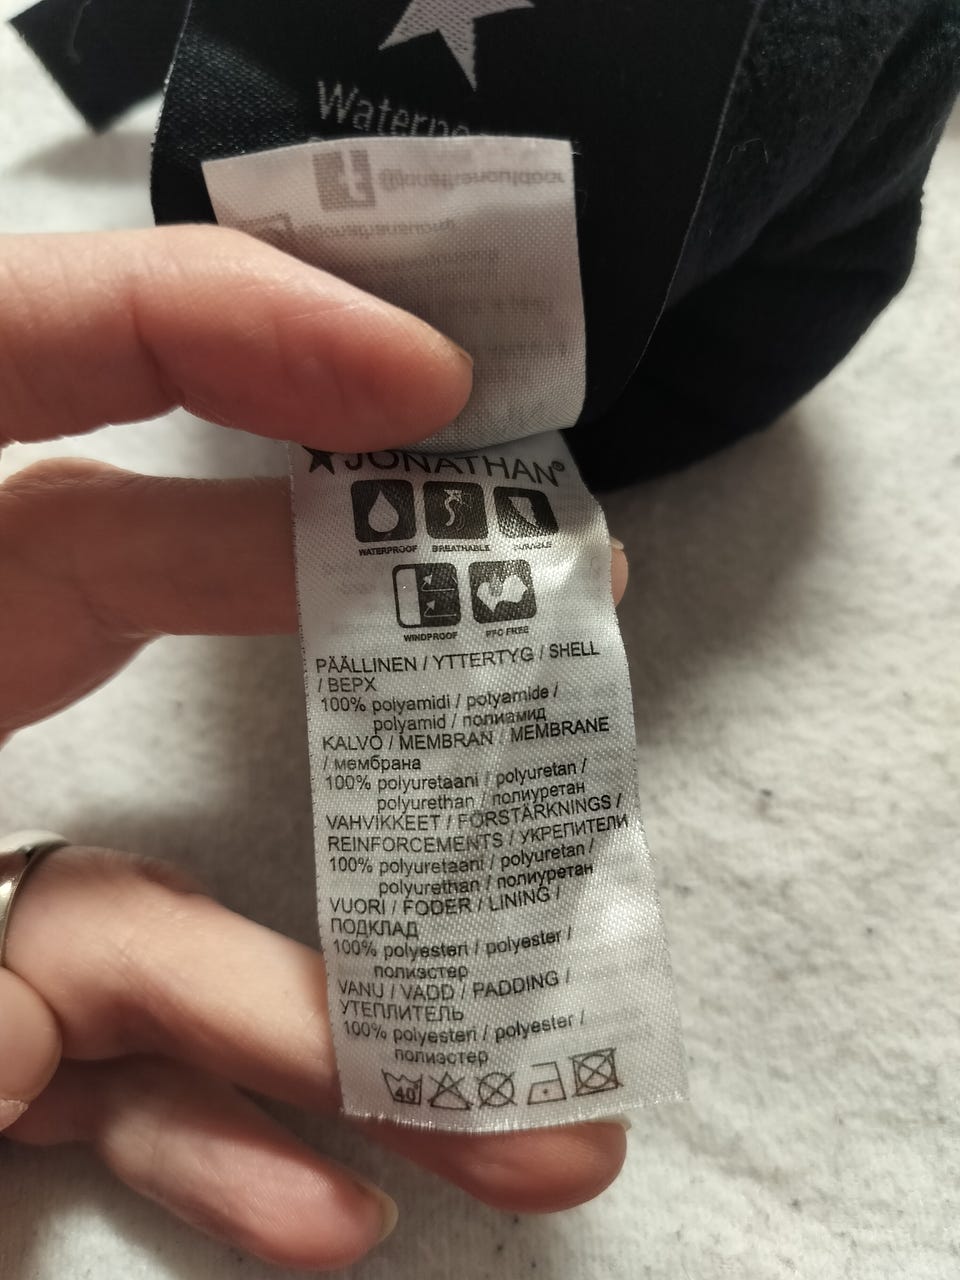 JONATHAN®
WATERPROOF BREATHABLE DURABLE
WINDPROOF PFC FREE
PÄÄLLINEN / YTTERTYG / SHELL
/ ВЕРХ
100% polyamidi / polyamide /
polyamid / полиамид
KALVO / MEMBRAN / MEMBRANE
/ мембрана
100% polyuretaani / polyuretan /
polyurethan / полиуретан
VAHVIKKEET / FÖRSTÄRKNINGS /
REINFORCEMENTS / УКРЕПИТЕЛИ
100% polyuretaani / polyuretan /
polyurethan / полиуретан
VUORI / FODER / LINING /
ПОДКЛАД
100% polyesteri / polyester /
полиэстер
VANU / VADD / PADDING /
УТЕПЛИТЕЛЬ
100% polyesteri / polyester /
полиэстер
40